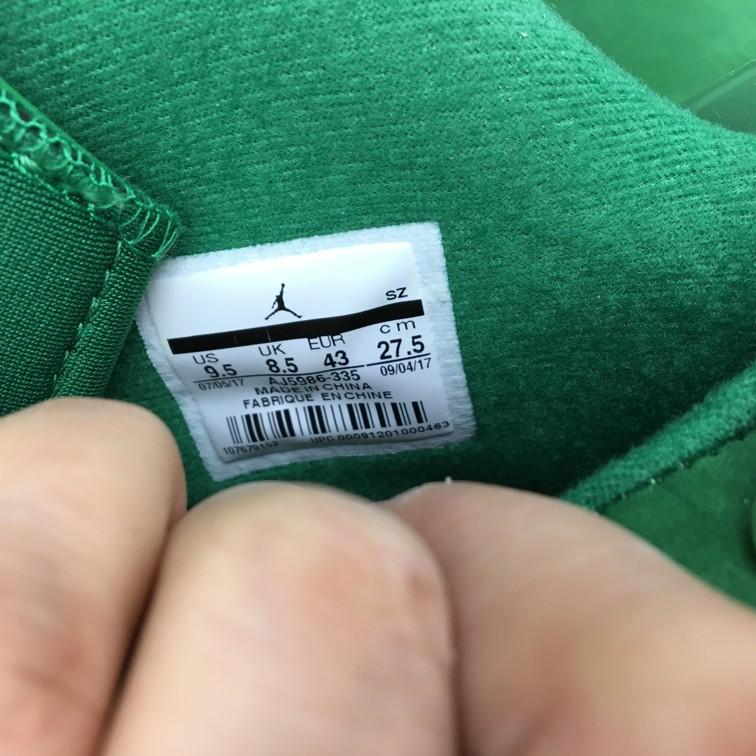 SZ
US UK EUR cm
9.5 8.5 43 27.5
07/05/17 AJ5986-335 09/04/17
MADE IN CHINA
FABRIQUE EN CHINE
UPC 00091201000463